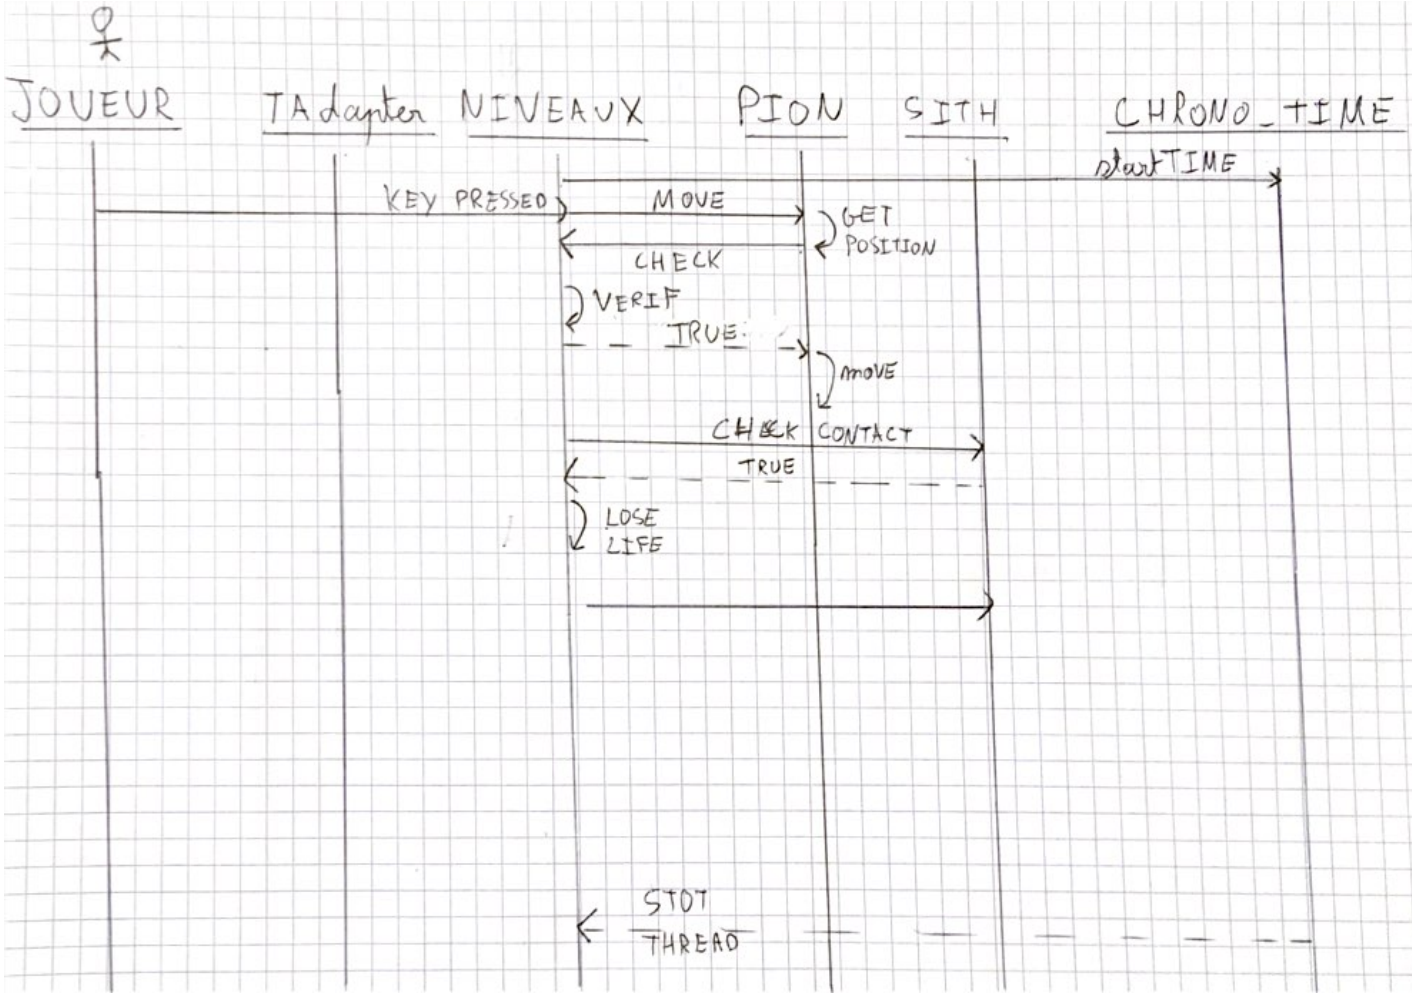 JOUEUR TAdapter NIVEAUX PION SITH CHRONO_TIME
startTIME
KEY PRESSED MOVE
GET
POSITION
CHECK
VERIF
TRUE
MOVE
CHECK CONTACT
TRUE
LOSE
LIFE
STOT
THREAD